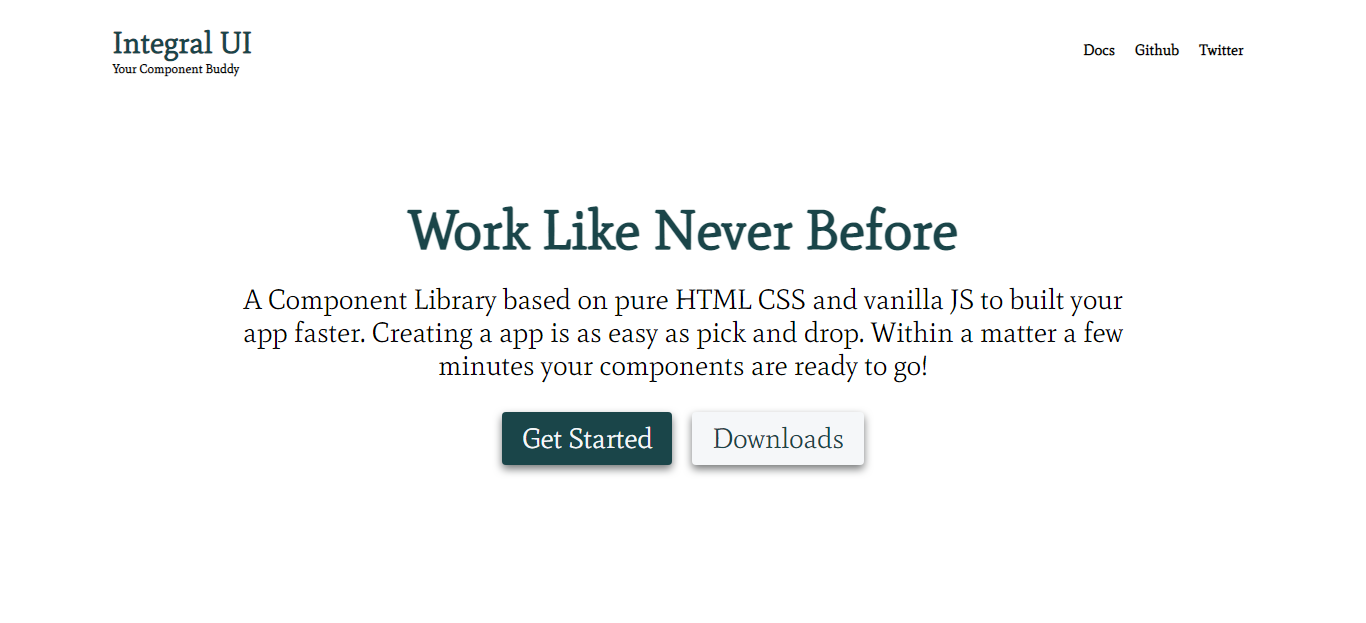 Integral UI
Your Component Buddy
Docs Github Twitter
Work Like Never Before
A Component Library based on pure HTML CSS and vanilla JS to built your
app faster. Creating a app is as easy as pick and drop. Within a matter a few
minutes your components are ready to go!
Get Started Downloads